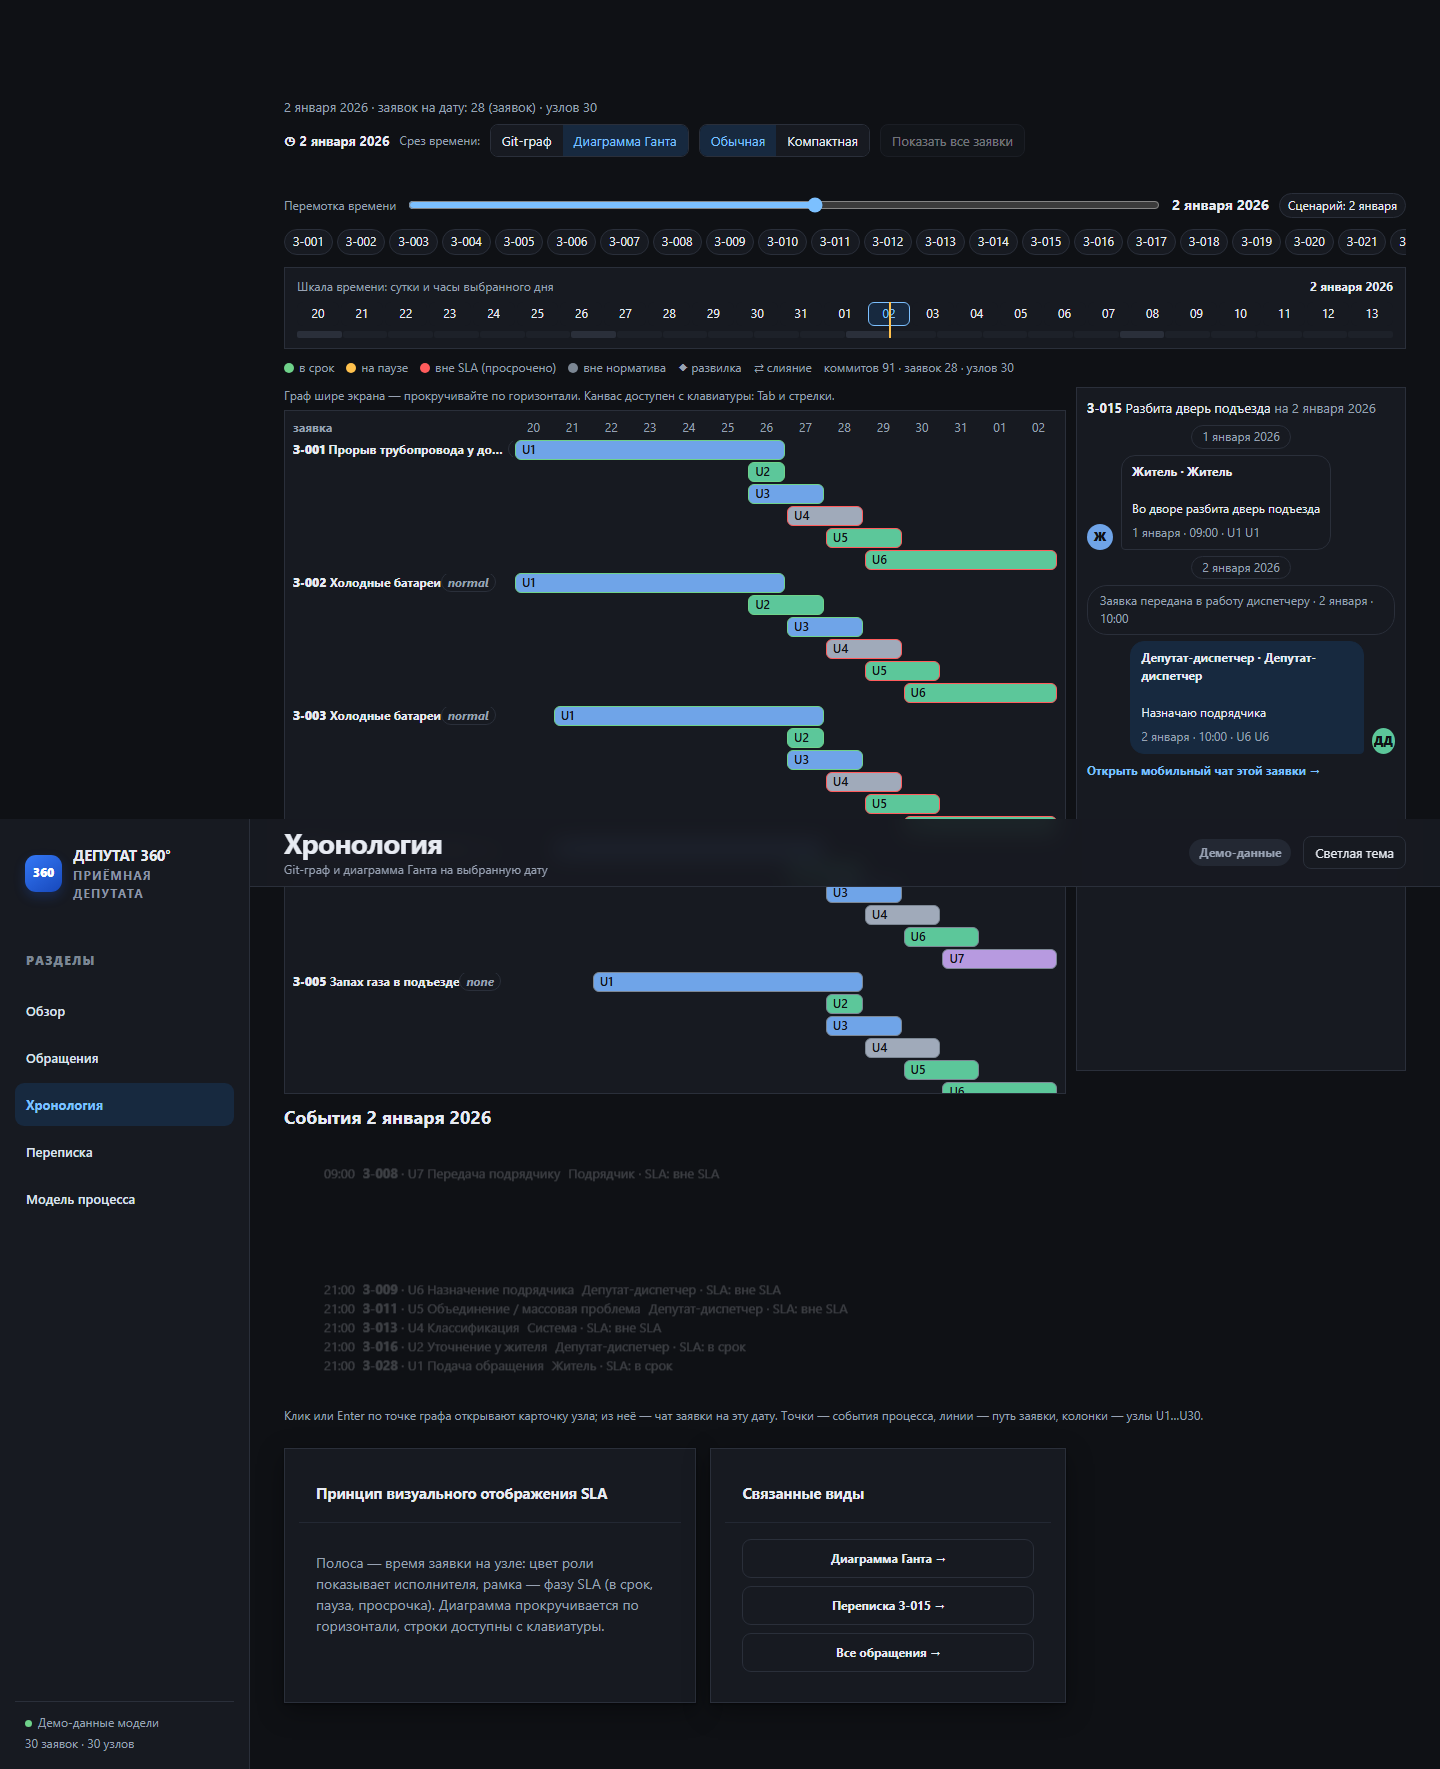 2 января 2026 · заявок на дату: 28 (заявок) · узлов 30
2 января 2026 Срез времени: Git-граф Диаграмма Ганта Обычная Компактная Показать все заявки
Перемотка времени 2 января 2026 Сценарий: 2 января
З-001 З-002 З-003 З-004 З-005 З-006 З-007 З-008 З-009 З-010 З-011 З-012 З-013 З-014 З-015 З-016 З-017 З-018 З-019 З-020 З-021 З
Шкала времени: сутки и часы выбранного дня 2 января 2026
20 21 22 23 24 25 26 27 28 29 30 31 01 02 03 04 05 06 07 08 09 10 11 12 13
в срок на паузе вне SLA (просрочено) вне норматива ◆ развилка ⇄ слияние коммитов 91 · заявок 28 · узлов 30
Граф шире экрана — прокручивайте по горизонтали. Канвас доступен с клавиатуры: Tab и стрелки.
заявка 20 21 22 23 24 25 26 27 28 29 30 31 01 02
З-001 Прорыв трубопровода у до... U1
U2
U3
U4
U5
U6
З-002 Холодные батареи normal U1
U2
U3
U4
U5
U6
З-003 Холодные батареи normal U1
U2
U3
U4
U5
З-015 Разбита дверь подъезда на 2 января 2026
1 января 2026
Житель · Житель
Во дворе разбита дверь подъезда
Ж
1 января · 09:00 · U1 U1
2 января 2026
Заявка передана в работу диспетчеру · 2 января ·
10:00
Депутат-диспетчер · Депутат-
диспетчер
Назначаю подрядчика
2 января · 10:00 · U6 U6
ДД
Открыть мобильный чат этой заявки →
360
ДЕПУТАТ 360°
ПРИЁМНАЯ
ДЕПУТАТА
Хронология
Git-граф и диаграмма Ганта на выбранную дату
Демо-данные Светлая тема
РАЗДЕЛЫ
Обзор
Обращения
Хронология
Переписка
Модель процесса
U3
U4
U6
U7
З-005 Запах газа в подъезде none U1
U2
U3
U4
U5
U6
События 2 января 2026
09:00 З-008 · U7 Передача подрядчику Подрядчик · SLA: вне SLA
21:00 З-009 · U6 Назначение подрядчика Депутат-диспетчер · SLA: вне SLA
21:00 З-011 · U5 Объединение / массовая проблема Депутат-диспетчер · SLA: вне SLA
21:00 З-013 · U4 Классификация Система · SLA: вне SLA
21:00 З-016 · U2 Уточнение у жителя Депутат-диспетчер · SLA: в срок
21:00 З-028 · U1 Подача обращения Житель · SLA: в срок
Клик или Enter по точке графа открывают карточку узла; из неё — чат заявки на эту дату. Точки — события процесса, линии — путь заявки, колонки — узлы U1…U30.
Принцип визуального отображения SLA
Полоса — время заявки на узле: цвет роли
показывает исполнителя, рамка — фазу SLA (в срок,
пауза, просрочка). Диаграмма прокручивается по
горизонтали, строки доступны с клавиатуры.
Связанные виды
Диаграмма Ганта →
Переписка З-015 →
Все обращения →
Демо-данные модели
30 заявок · 30 узлов